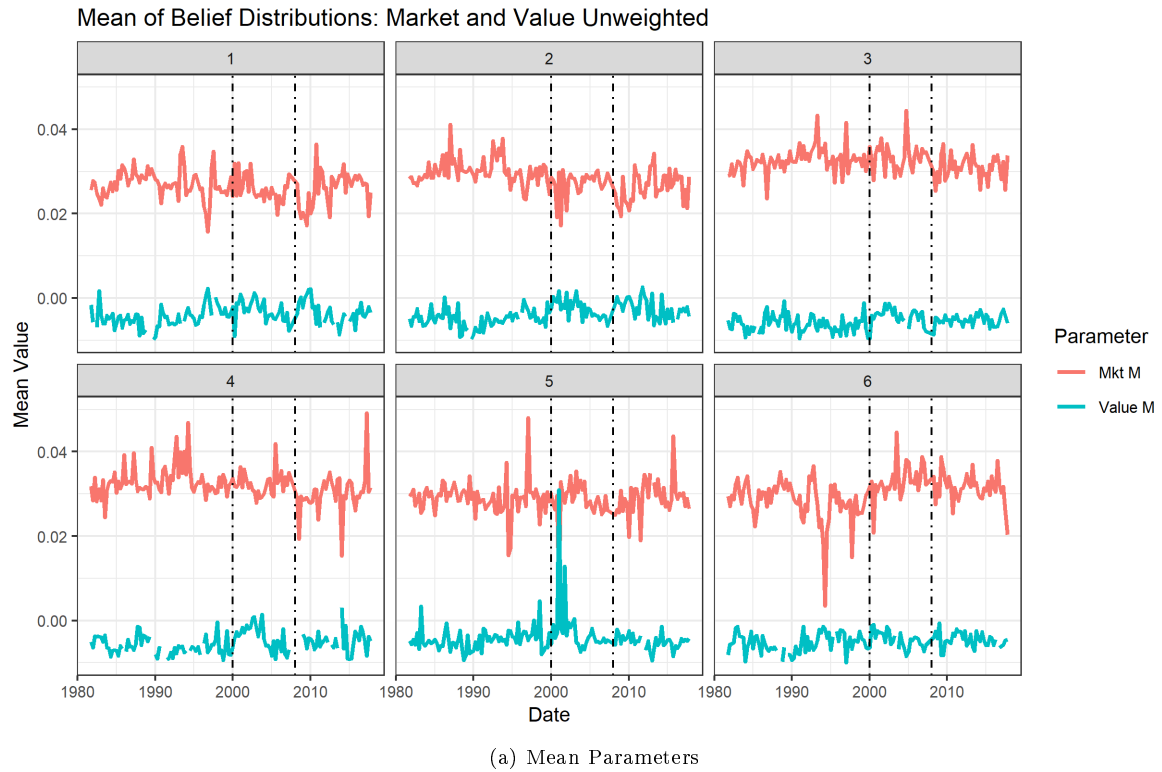 Mean of Belief Distributions: Market and Value Unweighted
1 2 3
0.04
0.02
0.00
4 5 6
0.04
0.02
0.00
1980 1990 2000 2010 1980 1990 2000 2010 1980 1990 2000 2010
Mean Value
Date
Parameter
Mkt M
Value M
(a) Mean Parameters